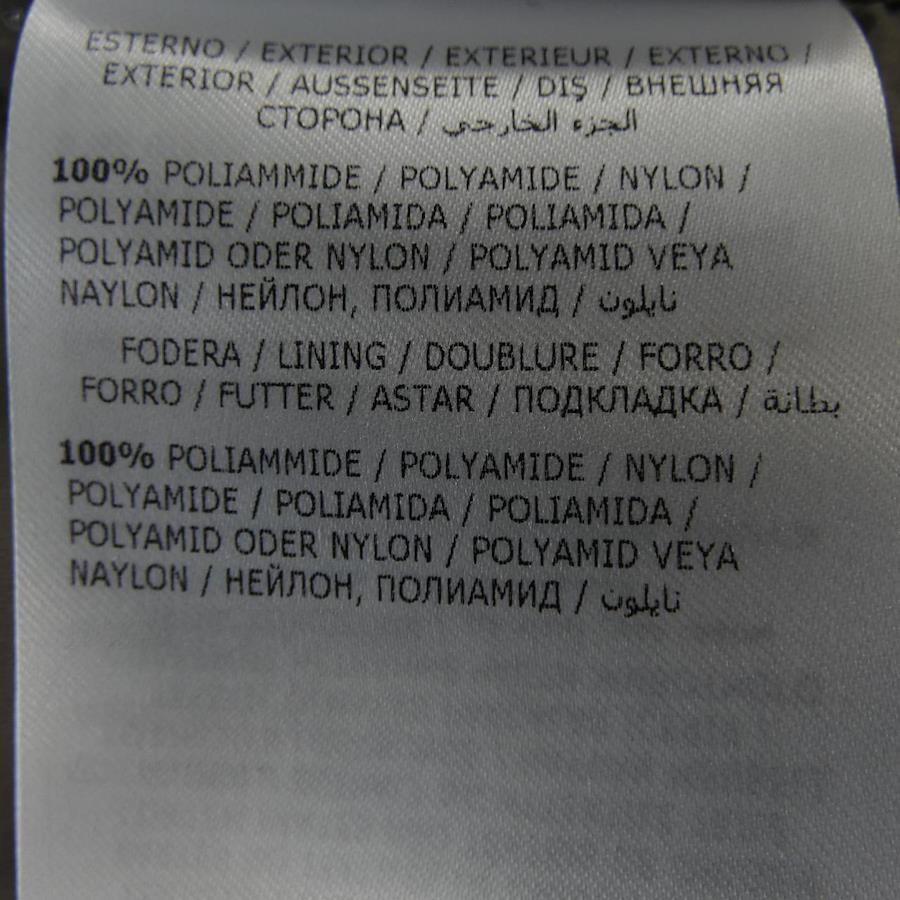 ESTERNO / EXTERIOR / EXTERIEUR / EXTERNO /
EXTERIOR / AUSSENSEITE / DIŞ / ВНЕШНЯЯ
СТОРОНА / الجزء الخارجي
100% POLIAMMIDE / POLYAMIDE / NYLON /
POLYAMIDE / POLIAMIDA / POLIAMIDA /
POLYAMID ODER NYLON / POLYAMID VEYA
NAYLON / НЕЙЛОН, ПОЛИАМИД / نايلون
FODERA / LINING / DOUBLURE / FORRO /
FORRO / FUTTER / ASTAR / ПОДКЛАДКА / بطانة
100% POLIAMMIDE / POLYAMIDE / NYLON /
POLYAMIDE / POLIAMIDA / POLIAMIDA /
POLYAMID ODER NYLON / POLYAMID VEYA
NAYLON / НЕЙЛОН, ПОЛИАМИД / نايلون